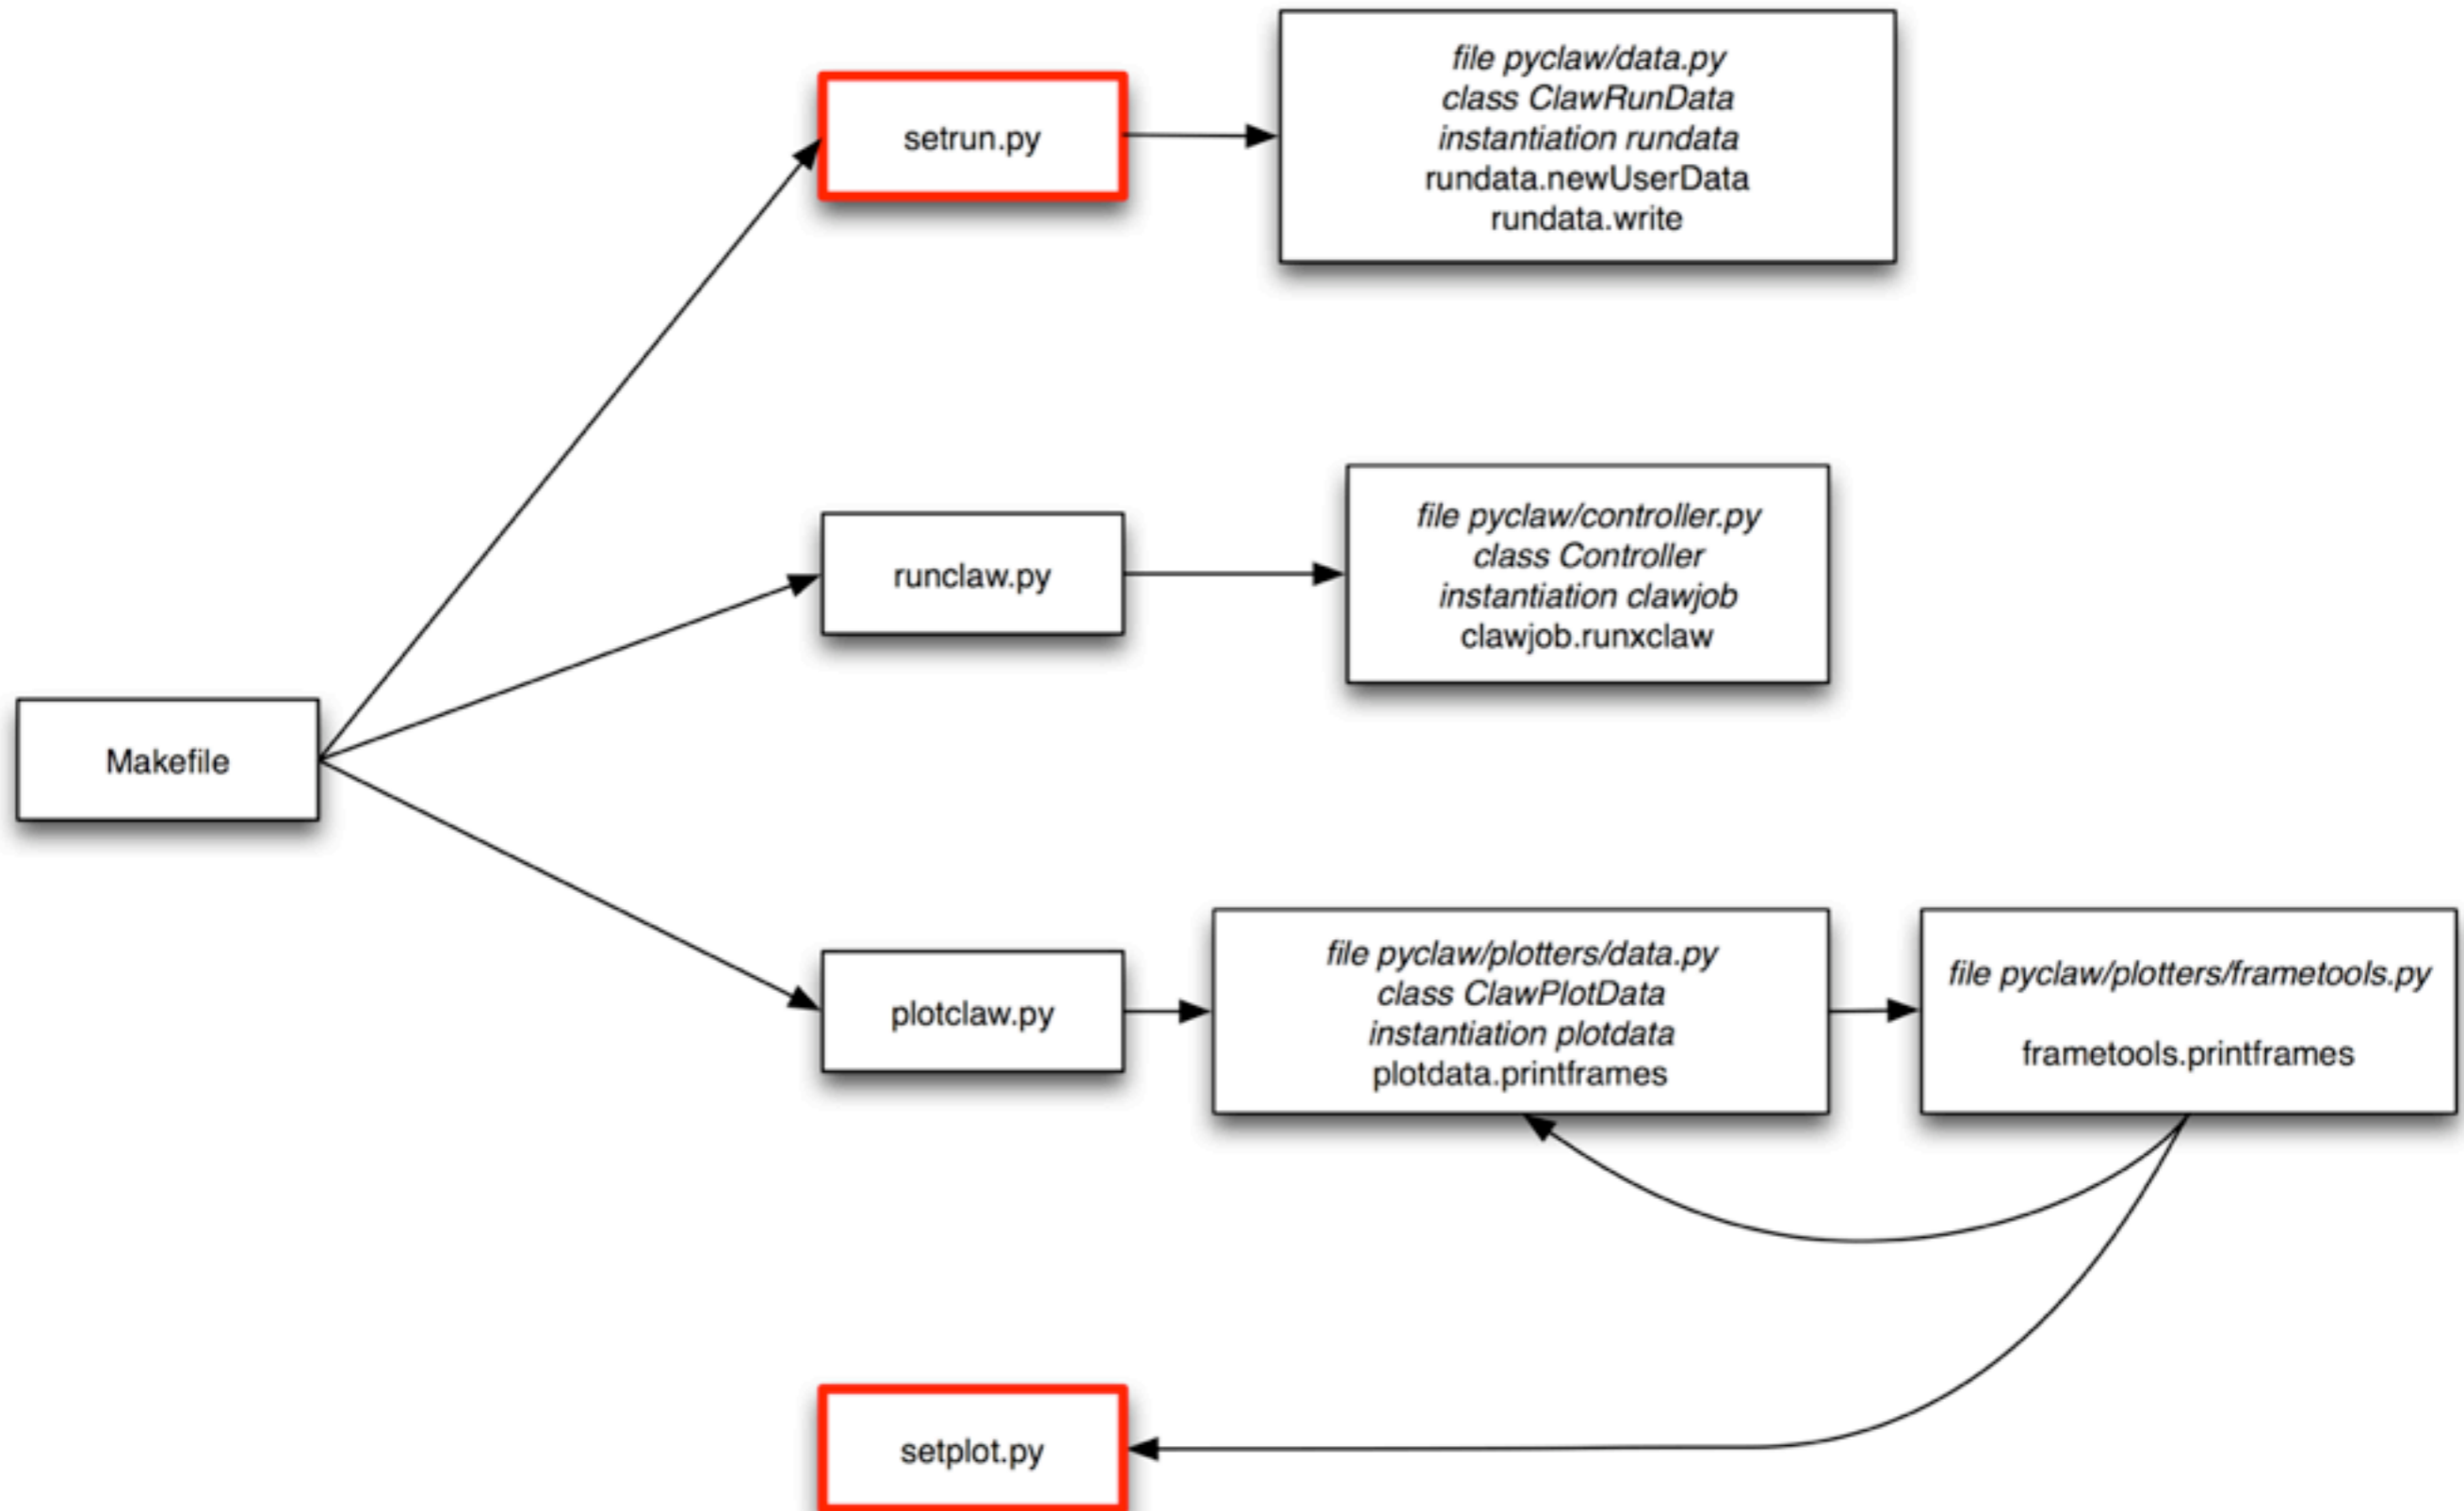 setrun.py
file pyclaw/data.py
class ClawRunData
instantiation rundata
rundata.newUserData
rundata.write
runclaw.py
file pyclaw/controller.py
class Controller
instantiation clawjob
clawjob.runxclaw
Makefile
plotclaw.py
file pyclaw/plotters/data.py
class ClawPlotData
instantiation plotdata
plotdata.printframes
file pyclaw/plotters/frametools.py
frametools.printframes
setplot.py